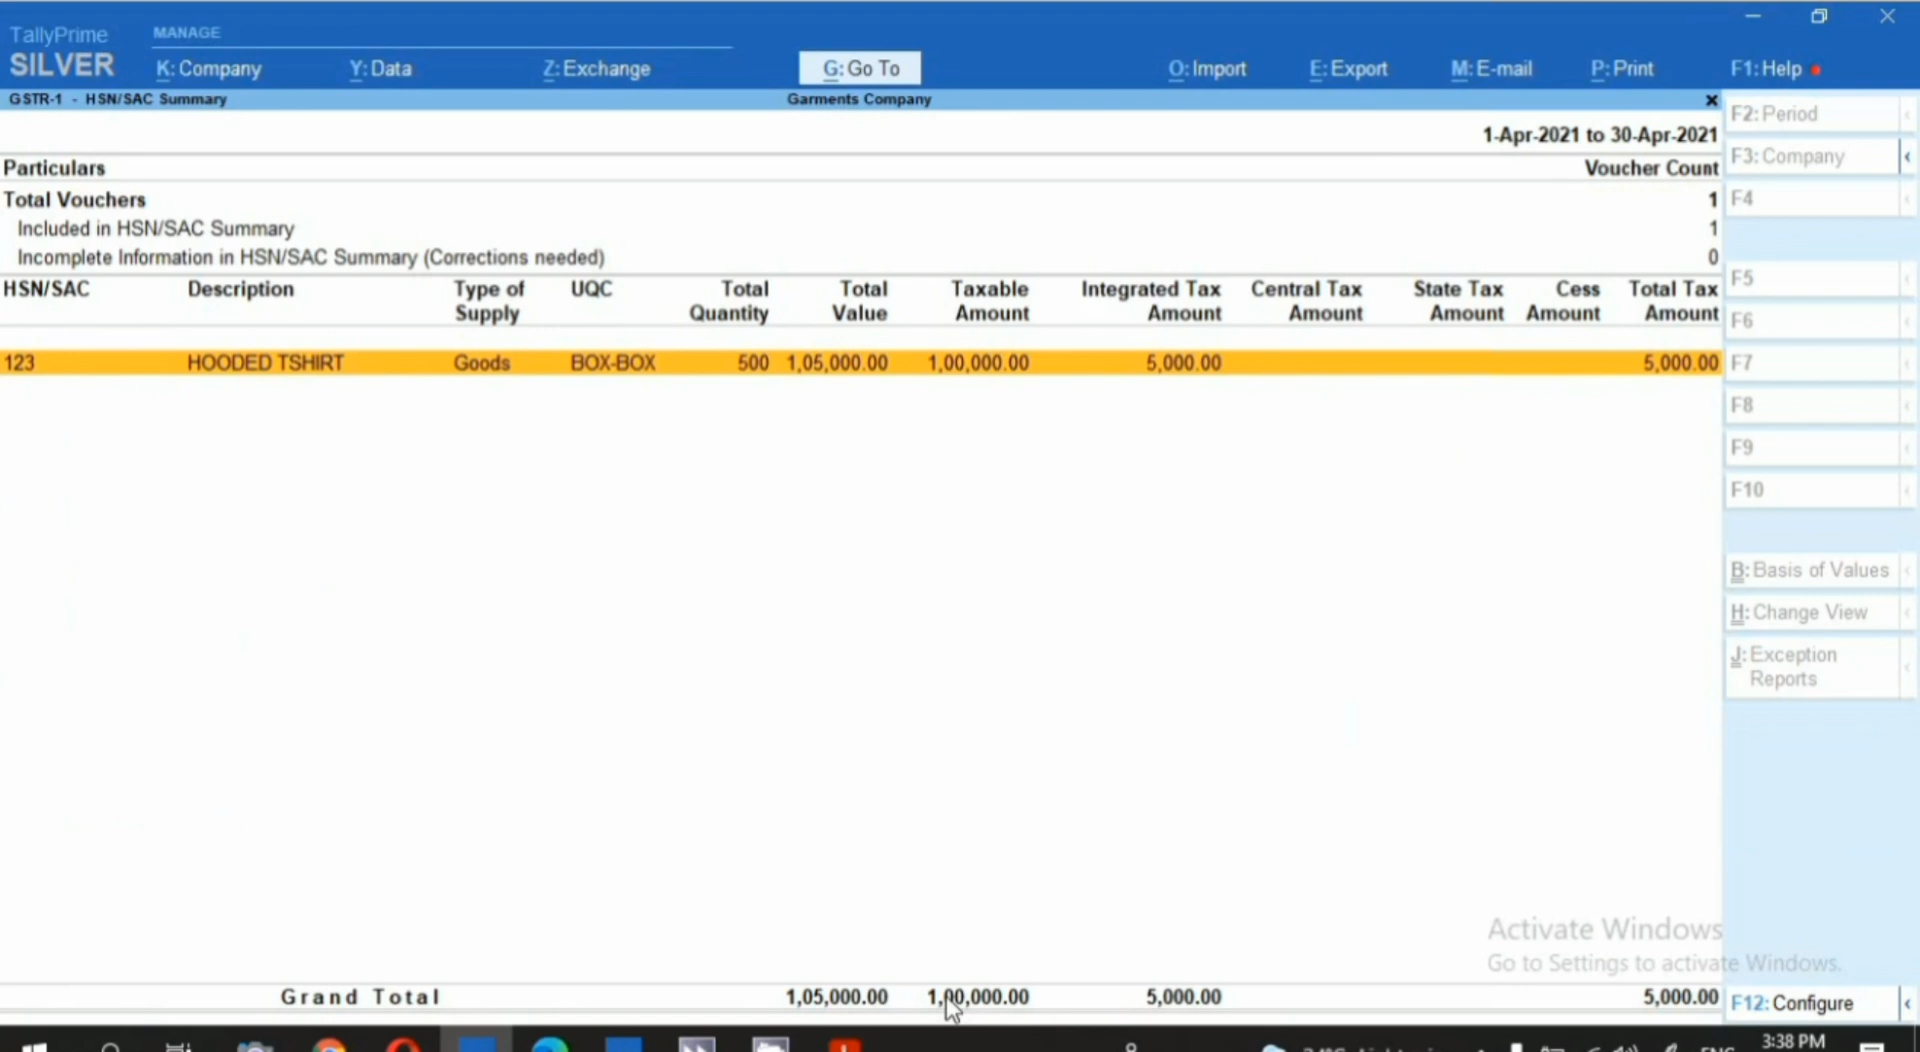 TallyPrime
SILVER
MANAGE
K: Company Y: Data Z: Exchange G: Go To O: Import E: Export M: E-mail P: Print F1: Help
GSTR-1 - HSN/SAC Summary Garments Company x
1-Apr-2021 to 30-Apr-2021
Particulars Voucher Count
Total Vouchers 1
Included in HSN/SAC Summary 1
Incomplete Information in HSN/SAC Summary (Corrections needed) 0
HSN/SAC Description Type of UQC Total Total Taxable Integrated Tax Central Tax State Tax Cess Total Tax
Supply Quantity Value Amount Amount Amount Amount Amount Amount
123 HOODED TSHIRT Goods BOX-BOX 500 1,05,000.00 1,00,000.00 5,000.00 5,000.00
Grand Total 1,05,000.00 1,00,000.00 5,000.00 5,000.00
F2: Period
F3: Company
F4
F5
F6
F7
F8
F9
F10
B: Basis of Values
H: Change View
J: Exception
Reports
Activate Windows
Go to Settings to activate Windows.
F12: Configure
3:38 PM